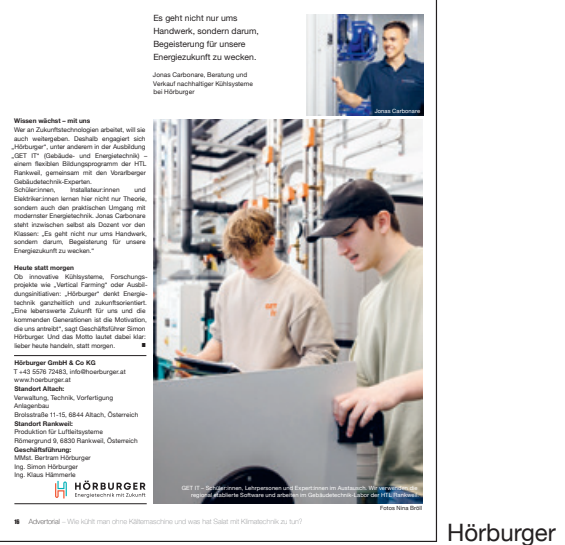 Es geht nicht nur ums
Handwerk, sondern darum,
Begeisterung für unsere
Energiezukunft zu wecken.
Jonas Carbonare, Beratung und
Verkauf nachhaltiger Kühlsysteme
bei Hörburger
Jonas Carbonare
Wissen wächst – mit uns
Wer an Zukunftstechnologien arbeitet, will sie
auch weitergeben. Deshalb engagiert sich
„Hörburger“, unter anderem in der Ausbildung
„GET IT“ (Gebäude- und Energietechnik) –
einem flexiblen Bildungsprogramm der HTL
Rankweil, gemeinsam mit den Vorarlberger
Gebäudetechnik-Experten.
Schüler:innen, Installateur:innen und
Elektriker:innen lernen hier nicht nur Theorie,
sondern auch den praktischen Umgang mit
modernster Energietechnik. Jonas Carbonare
steht inzwischen selbst als Dozent vor den
Klassen: „Es geht nicht nur ums Handwerk,
sondern darum, Begeisterung für unsere
Energiezukunft zu wecken.“
Heute statt morgen
Ob innovative Kühlsysteme, Forschungs-
projekte wie „Vertical Farming“ oder Ausbil-
dungsinitiativen: „Hörburger“ denkt Energie-
technik ganzheitlich und zukunftsorientiert.
„Eine lebenswerte Zukunft für uns und die
kommenden Generationen ist die Motivation,
die uns antreibt“, sagt Geschäftsführer Simon
Hörburger. Und das Motto lautet dabei klar:
lieber heute handeln, statt morgen.
Hörburger GmbH & Co KG
T +43 5576 72483, info@hoerburger.at
www.hoerburger.at
Standort Altach:
Verwaltung, Technik, Vorfertigung
Anlagenbau
Brolsstraße 11-15, 6844 Altach, Österreich
Standort Rankweil:
Produktion für Luftleitsysteme
Römergrund 9, 6830 Rankweil, Österreich
Geschäftsführung:
MMst. Bertram Hörburger
Ing. Simon Hörburger
Ing. Klaus Hämmerle
HÖRBURGER
Energietechnik mit Zukunft
GET IT
GET IT – Schüler:innen, Lehrpersonen und Expert:innen im Austausch. Wir verwenden die
regional etablierte Software und arbeiten im Gebäudetechnik-Labor der HTL Rankweil.
Fotos Nina Bröll
16 Advertorial – Wie kühlt man ohne Kältemaschine und was hat Salat mit Klimatechnik zu tun?
Hörburger